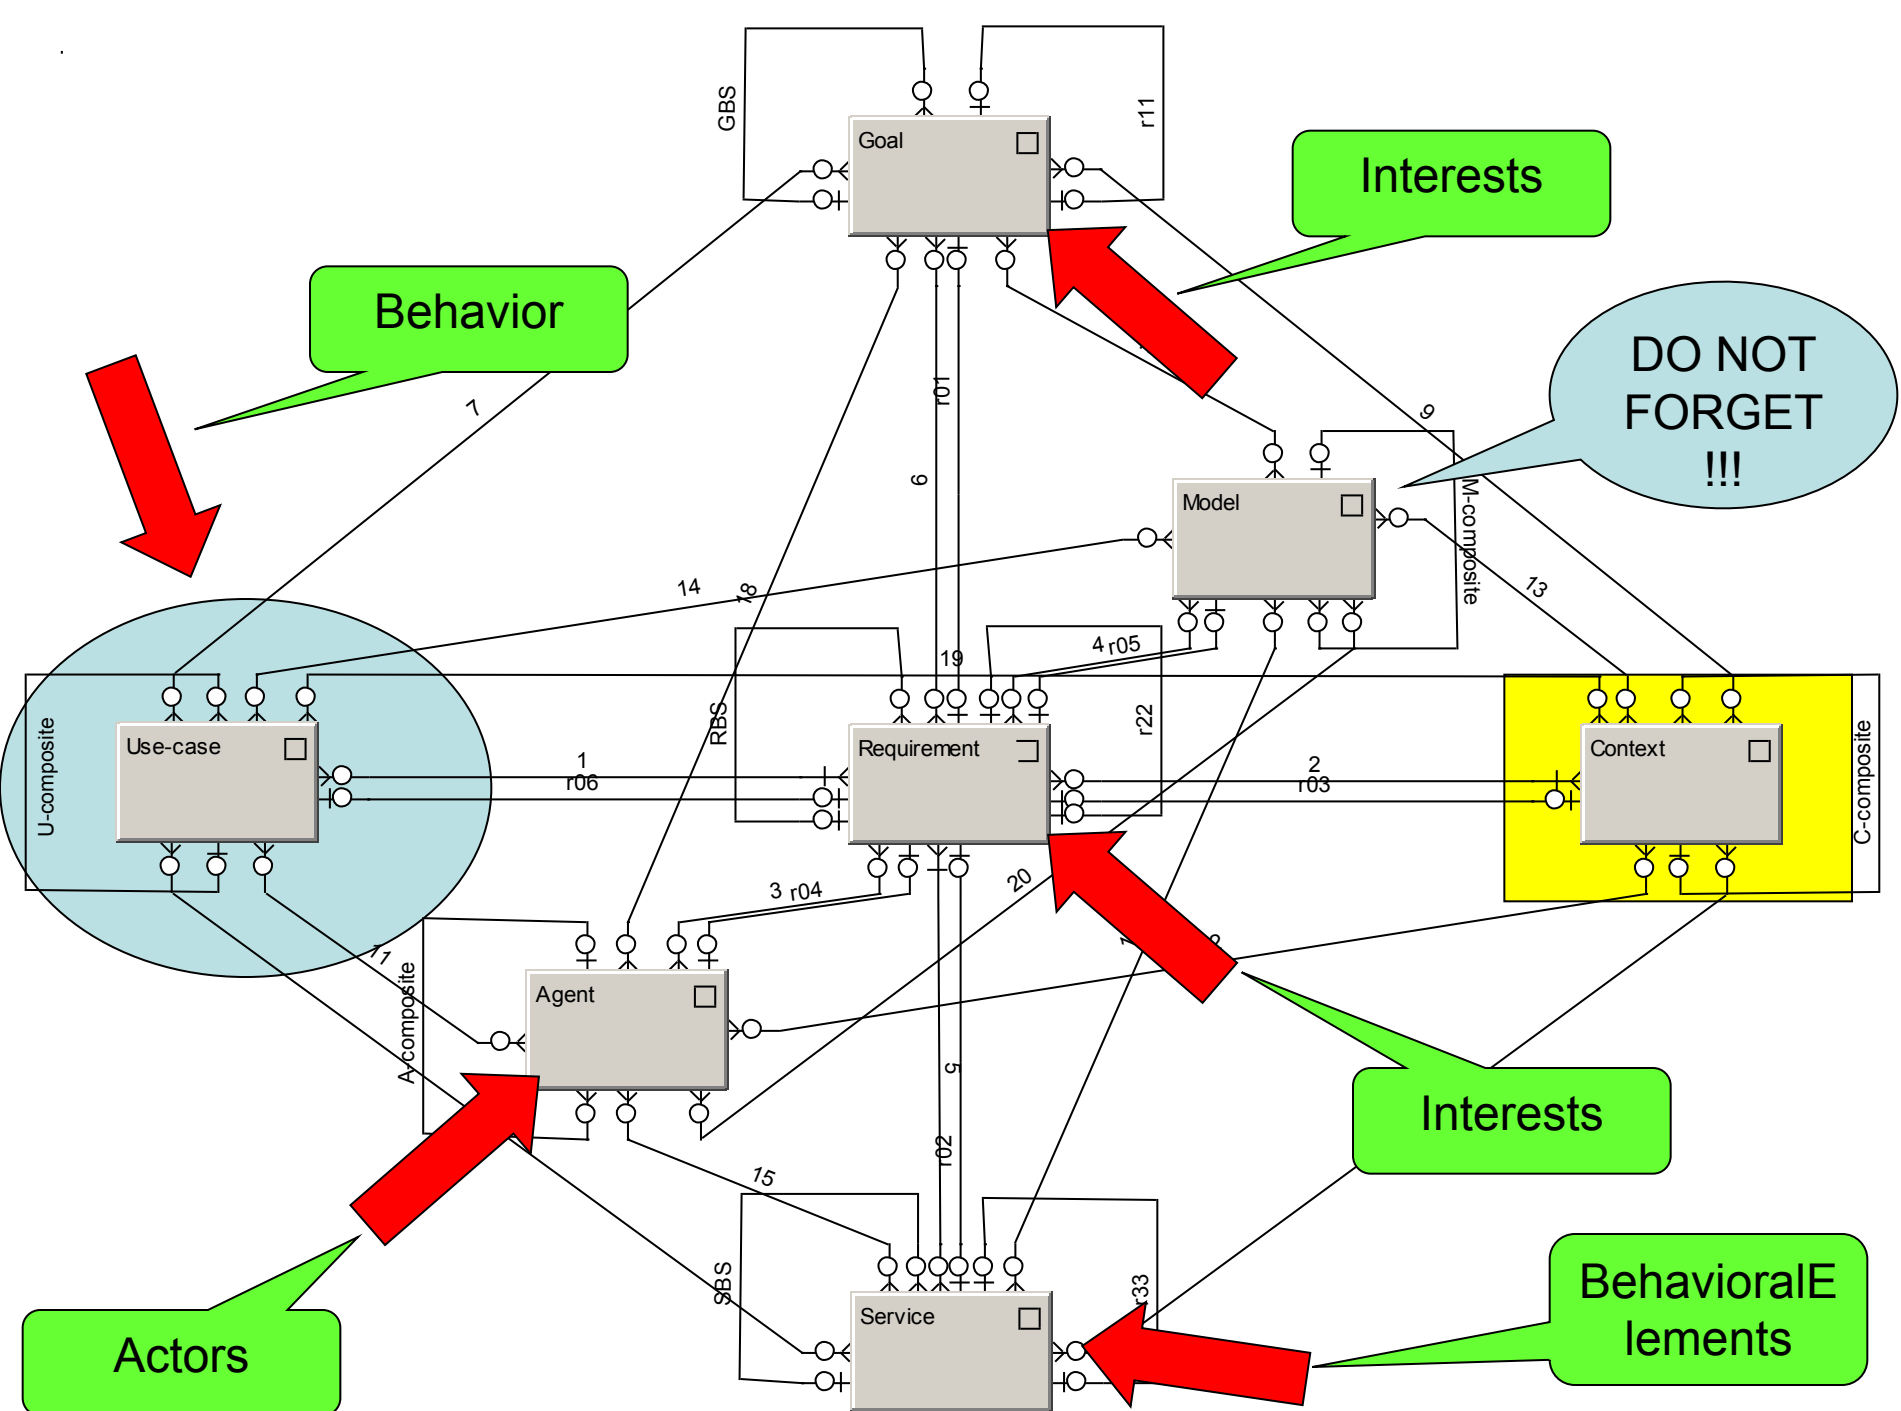 GBS
r11
Goal
Interests
Behavior
DO NOT
FORGET
!!!
7
r01
9
6
Model
M-composite
14
18
13
4
r05
19
RBS
r22
U-composite
Use-case
Requirement
Context
C-composite
1
r06
2
r03
3
r04
20
11
A-composite
Agent
5
r02
15
Interests
SBS
r33
Service
BehavioralE
lements
Actors